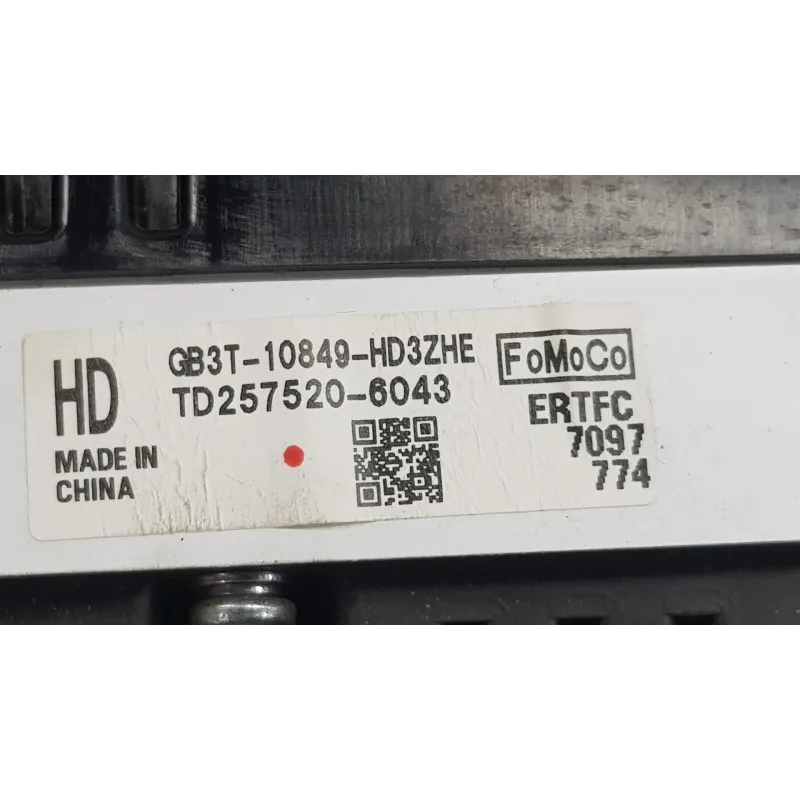 HD
GB3T-10849-HD3ZHE
TD257520-6043
MADE IN
CHINA
FoMoCo
ERTFC
7097
774